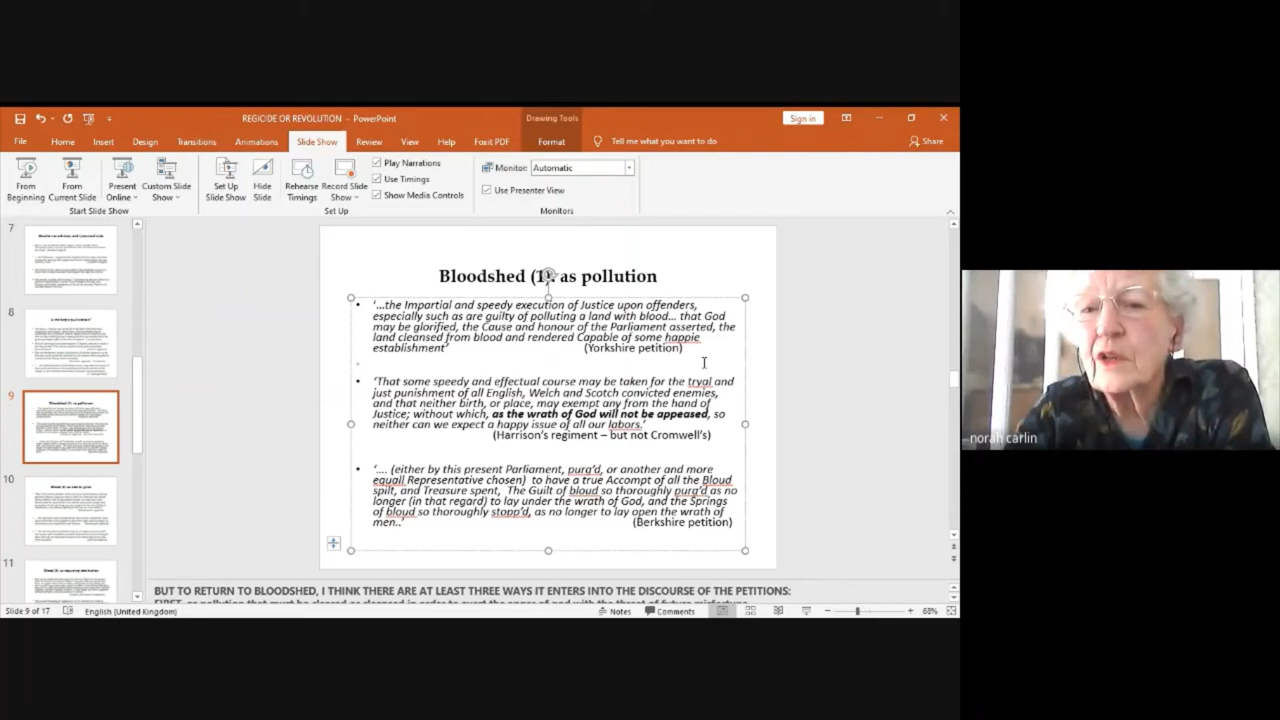 REGICIDE OR REVOLUTION – PowerPoint
Drawing Tools
Sign in
File
Home
Insert
Design
Transitions
Animations
Slide Show
Review
View
Help
Foxit PDF
Format
Tell me what you want to do
Share
From Beginning
From Current Slide
Present Online
Custom Slide Show
Start Slide Show
Set Up Slide Show
Hide Slide
Rehearse Timings
Record Slide Show
Play Narrations
Use Timings
Show Media Controls
Set Up
Monitor: Automatic
Use Presenter View
Monitors
7
8
9
10
11
Bloodshed (1): as pollution
• '...the Impartial and speedy execution of Justice upon offenders,
especially such as are guilty of polluting a land with blood... that God
may be glorified, the Cause and honour of the Parliament asserted, the
land cleansed from blood and rendered Capable of some happie
establishment' (Yorkshire petition)
• 'That some speedy and effectual course may be taken for the tryal and
just punishment of all English, Welch and Scotch convicted enemies,
and that neither birth, or place, may exempt any from the hand of
Justice; without which, as the wrath of God will not be appeased, so
neither can we expect a happy issue of all our labors.'
(Harrison's regiment – but not Cromwell's)
• '.... (either by this present Parliament, purg'd, or another and more
equall Representative chosen) to have a true Accompt of all the Bloud
spilt, and Treasure spent; the Guilt of bloud so thoroughly purg'd as no
longer (in that regard) to lay under the wrath of God, and the Springs
of bloud so thoroughly stopp'd, as no longer to lay open the wrath of
men.. (Berkshire petition)
BUT TO RETURN TO BLOODSHED, I THINK THERE ARE AT LEAST THREE WAYS IT ENTERS INTO THE DISCOURSE OF THE PETITIONS:
Slide 9 of 17
English (United Kingdom)
Notes
Comments
68%
norah carlin